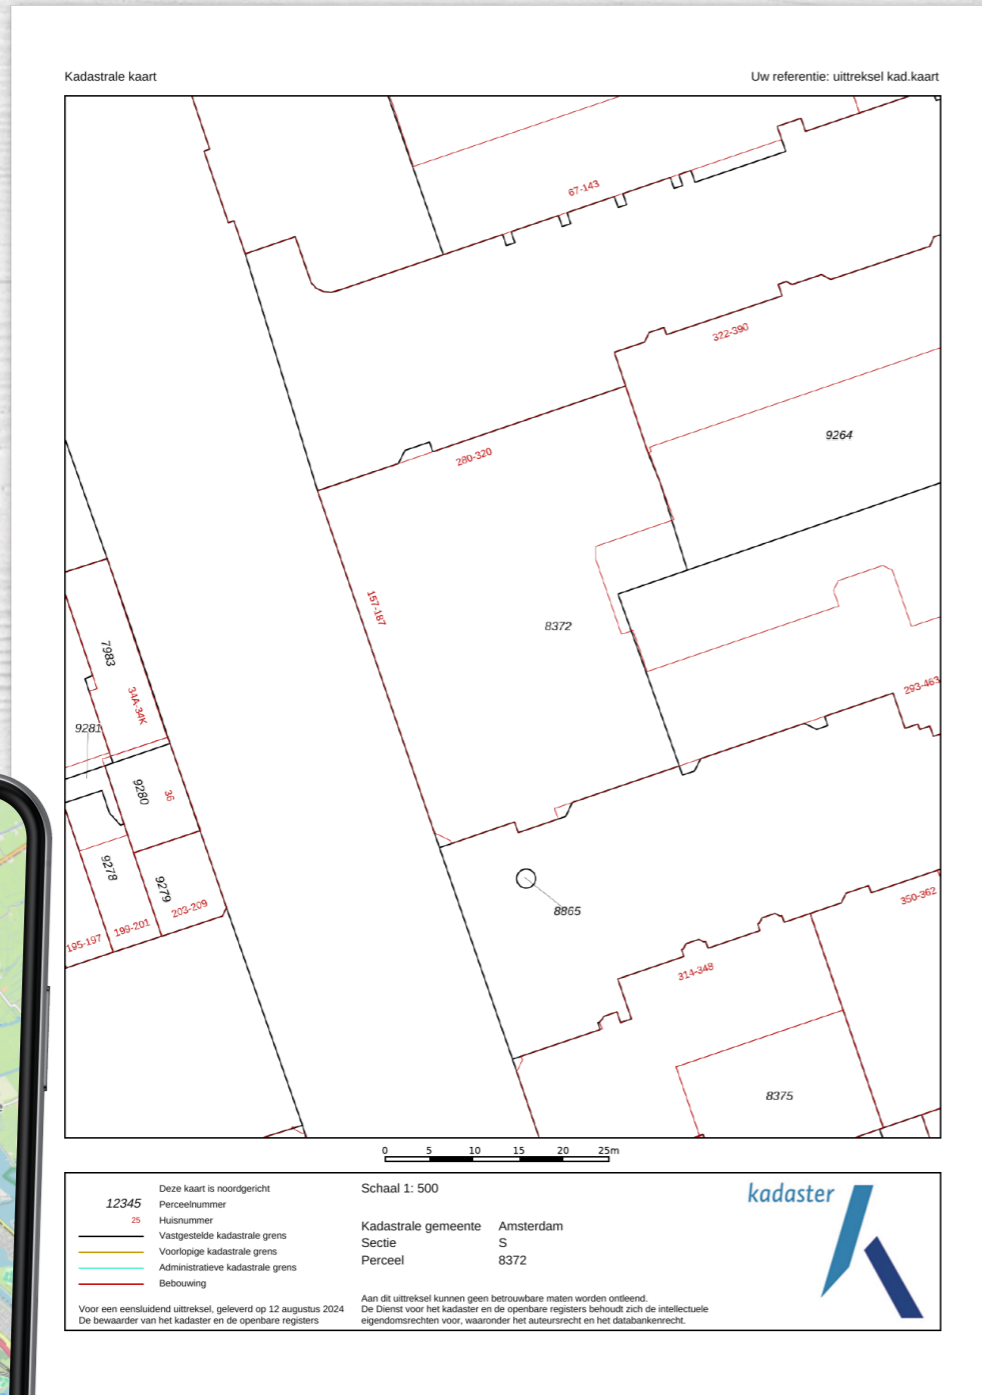 Kadastrale kaart
Uw referentie: uittreksel kad.kaart
67-143
322-390
280-320
9264
157-187
8372
7983
34A-34K
293-463
9281
9280
36
9278
9279
203-209
199-201
195-197
8865
350-362
314-348
8375
0 5 10 15 20 25m
Deze kaart is noordgericht
12345 Perceelnummer
25 Huisnummer
Vastgestelde kadastrale grens
Voorlopige kadastrale grens
Administratieve kadastrale grens
Bebouwing
Voor een eensluidend uittreksel, geleverd op 12 augustus 2024
De bewaarder van het kadaster en de openbare registers
Schaal 1: 500
Kadastrale gemeente Amsterdam
Sectie S
Perceel 8372
Aan dit uittreksel kunnen geen betrouwbare maten worden ontleend.
De Dienst voor het kadaster en de openbare registers behoudt zich de intellectuele
eigendomsrechten voor, waaronder het auteursrecht en het databankenrecht.
kadaster